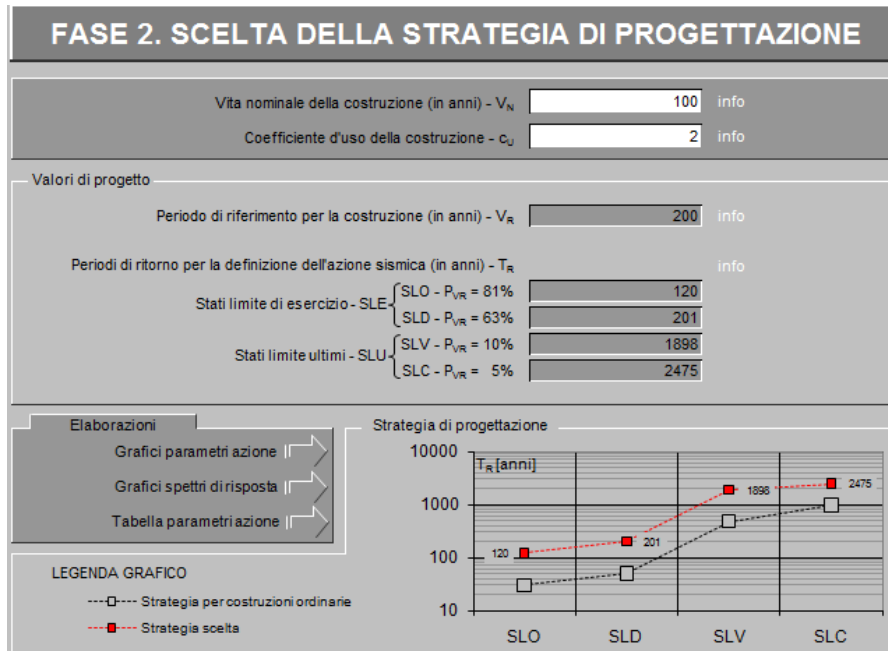 FASE 2. SCELTA DELLA STRATEGIA DI PROGETTAZIONE
Vita nominale della costruzione (in anni) - VN 100 info
Coefficiente d'uso della costruzione - cU 2 info
Valori di progetto
Periodo di riferimento per la costruzione (in anni) - VR 200 info
Periodi di ritorno per la definizione dell'azione sismica (in anni) - TR info
Stati limite di esercizio - SLE
SLO - PVR = 81% 120
SLD - PVR = 63% 201
Stati limite ultimi - SLU
SLV - PVR = 10% 1898
SLC - PVR = 5% 2475
Elaborazioni
Grafici parametri azione
Grafici spettri di risposta
Tabella parametri azione
LEGENDA GRAFICO
Strategia per costruzioni ordinarie
Strategia scelta
Strategia di progettazione
TR [anni]
10000
1000
100
10
120
201
1898
2475
SLO SLD SLV SLC